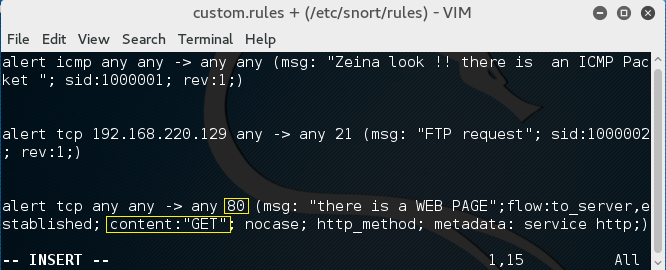 custom.rules + (/etc/snort/rules) - VIM
File Edit View Search Terminal Help
alert icmp any any -> any any (msg: "Zeina look !! there is  an ICMP Pac
ket "; sid:1000001; rev:1;)
alert tcp 192.168.220.129 any -> any 21 (msg: "FTP request"; sid:1000002
; rev:1;)
alert tcp any any -> any 80 (msg: "there is a WEB PAGE";flow:to_server,e
stablished; content:"GET"; nocase; http_method; metadata: service http;)
-- INSERT -- 1,15 All